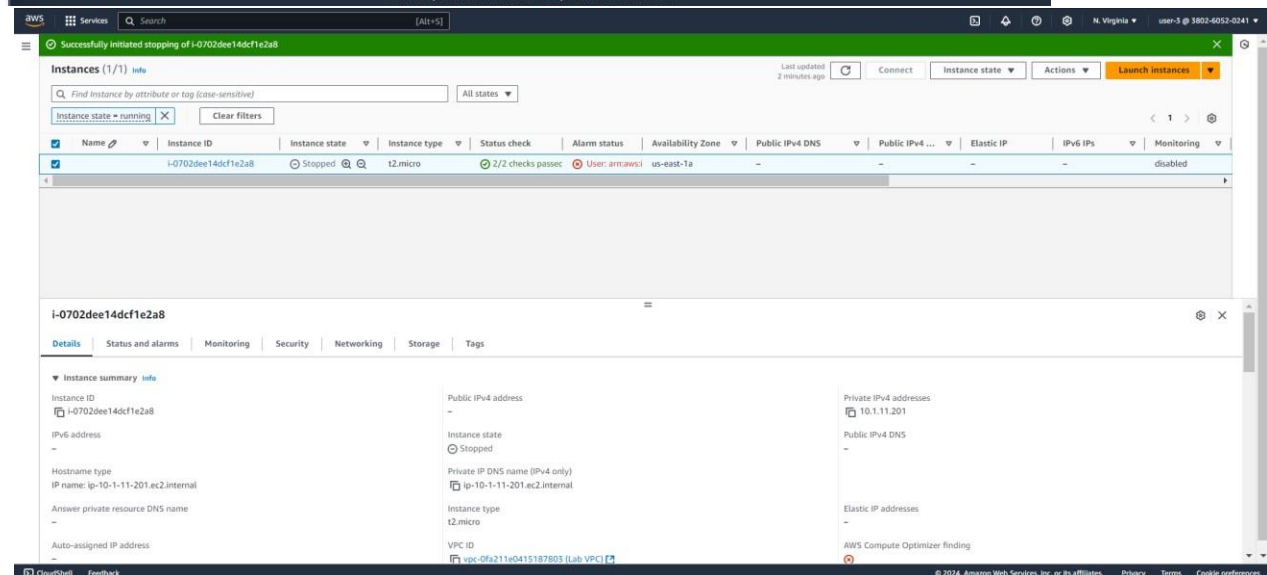 aws Services Search [Alt+S] N. Virginia user-3 @ 3802-6052-0241
Successfully initiated stopping of i-0702dee14dcf1e2a8
Instances (1/1) Info Last updated 2 minutes ago Connect Instance state Actions Launch instances
Find Instance by attribute or tag (case-sensitive) All states
Instance state = running Clear filters 1
Name Instance ID Instance state Instance type Status check Alarm status Availability Zone Public IPv4 DNS Public IPv4 ... Elastic IP IPv6 IPs Monitoring
i-0702dee14dcf1e2a8 Stopped t2.micro 2/2 checks passec User: arn:aws:i us-east-1a – – – – disabled
i-0702dee14dcf1e2a8
Details Status and alarms Monitoring Security Networking Storage Tags
Instance summary Info
Instance ID Public IPv4 address Private IPv4 addresses
i-0702dee14dcf1e2a8 – 10.1.11.201
IPv6 address Instance state Public IPv4 DNS
– Stopped –
Hostname type Private IP DNS name (IPv4 only)
IP name: ip-10-1-11-201.ec2.internal ip-10-1-11-201.ec2.internal
Answer private resource DNS name Instance type Elastic IP addresses
– t2.micro –
Auto-assigned IP address VPC ID AWS Compute Optimizer finding
– vpc-0fa211e0415187803 (Lab VPC)
CloudShell Feedback © 2024, Amazon Web Services, Inc. or its affiliates. Privacy Terms Cookie preferences